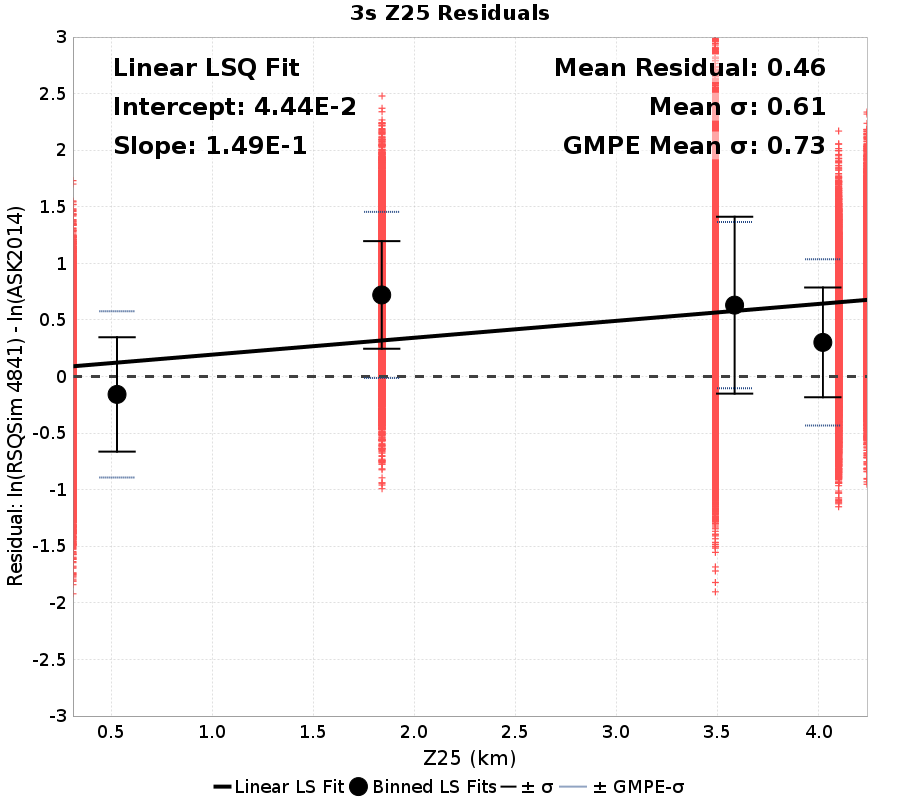 3s Z25 Residuals
Linear LSQ Fit
Intercept: 4.44E-2
Slope: 1.49E-1
Mean Residual: 0.46
Mean σ: 0.61
GMPE Mean σ: 0.73
Residual: ln(RSQSim 4841) - ln(ASK2014)
3
2.5
2
1.5
1
0.5
0
-0.5
-1
-1.5
-2
-2.5
-3
0.5 1.0 1.5 2.0 2.5 3.0 3.5 4.0
Z25 (km)
Linear LS Fit Binned LS Fits ± σ ± GMPE-σ